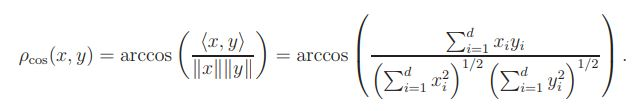 ρ_cos(x, y) = arccos(⟨x, y⟩ / ‖x‖‖y‖) = arccos(∑_{i=1}^{d} x_i y_i / (∑_{i=1}^{d} x_i^2)^{1/2} (∑_{i=1}^{d} y_i^2)^{1/2}).